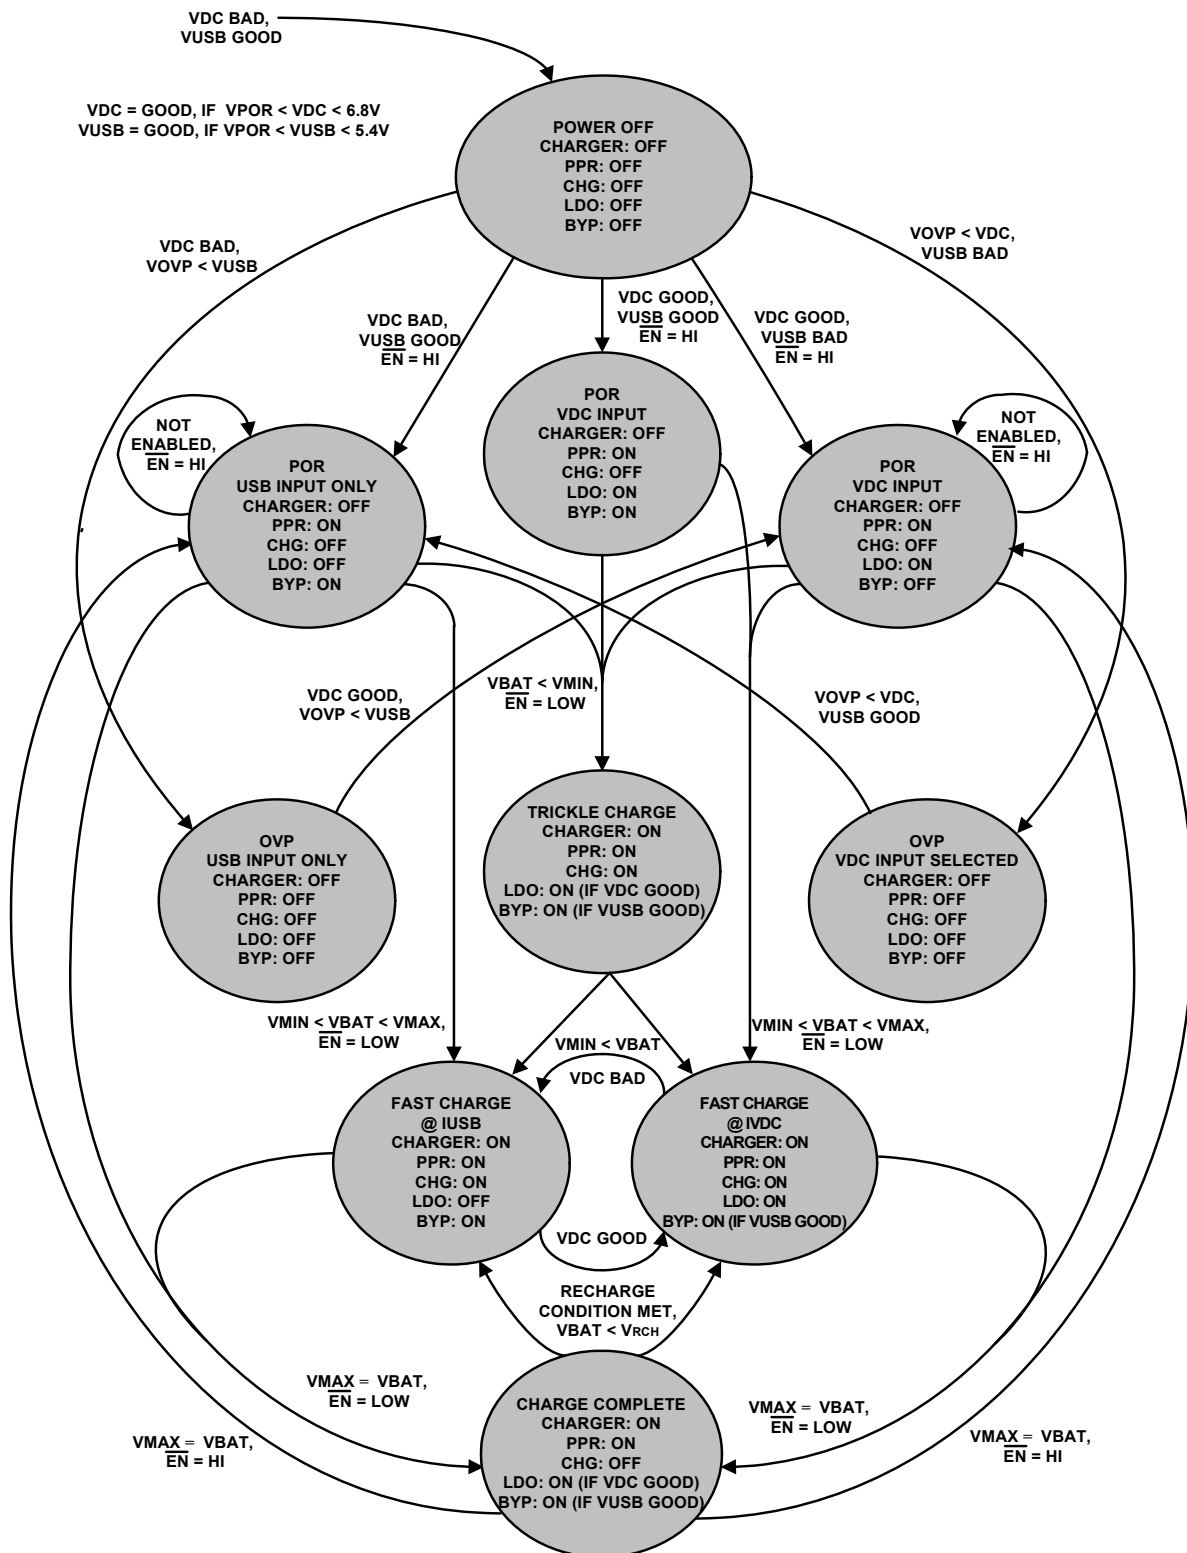 VDC BAD,
VUSB GOOD
VDC = GOOD, IF VPOR < VDC < 6.8V
VUSB = GOOD, IF VPOR < VUSB < 5.4V
POWER OFF
CHARGER: OFF
PPR: OFF
CHG: OFF
LDO: OFF
BYP: OFF
VDC BAD,
VOVP < VUSB
VOVP < VDC,
VUSB BAD
VDC BAD,
VUSB GOOD
EN = HI
VDC GOOD,
VUSB GOOD
EN = HI
VDC GOOD,
VUSB BAD
EN = HI
NOT
ENABLED,
EN = HI
POR
USB INPUT ONLY
CHARGER: OFF
PPR: ON
CHG: OFF
LDO: OFF
BYP: ON
POR
VDC INPUT
CHARGER: OFF
PPR: ON
CHG: OFF
LDO: ON
BYP: ON
POR
VDC INPUT
CHARGER: OFF
PPR: ON
CHG: OFF
LDO: ON
BYP: OFF
NOT
ENABLED,
EN = HI
VDC GOOD,
VOVP < VUSB
VBAT < VMIN,
EN = LOW
VOVP < VDC,
VUSB GOOD
OVP
USB INPUT ONLY
CHARGER: OFF
PPR: OFF
CHG: OFF
LDO: OFF
BYP: OFF
TRICKLE CHARGE
CHARGER: ON
PPR: ON
CHG: ON
LDO: ON (IF VDC GOOD)
BYP: ON (IF VUSB GOOD)
OVP
VDC INPUT SELECTED
CHARGER: OFF
PPR: OFF
CHG: OFF
LDO: OFF
BYP: OFF
VMIN < VBAT < VMAX,
EN = LOW
VMIN < VBAT
VDC BAD
VMIN < VBAT < VMAX,
EN = LOW
FAST CHARGE
@ IUSB
CHARGER: ON
PPR: ON
CHG: ON
LDO: OFF
BYP: ON
FAST CHARGE
@ IVDC
CHARGER: ON
PPR: ON
CHG: ON
LDO: ON
BYP: ON (IF VUSB GOOD)
VDC GOOD
RECHARGE
CONDITION MET,
VBAT < VRCH
VMAX = VBAT,
EN = LOW
VMAX = VBAT,
EN = HI
CHARGE COMPLETE
CHARGER: ON
PPR: ON
CHG: OFF
LDO: ON (IF VDC GOOD)
BYP: ON (IF VUSB GOOD)
VMAX = VBAT,
EN = LOW
VMAX = VBAT,
EN = HI